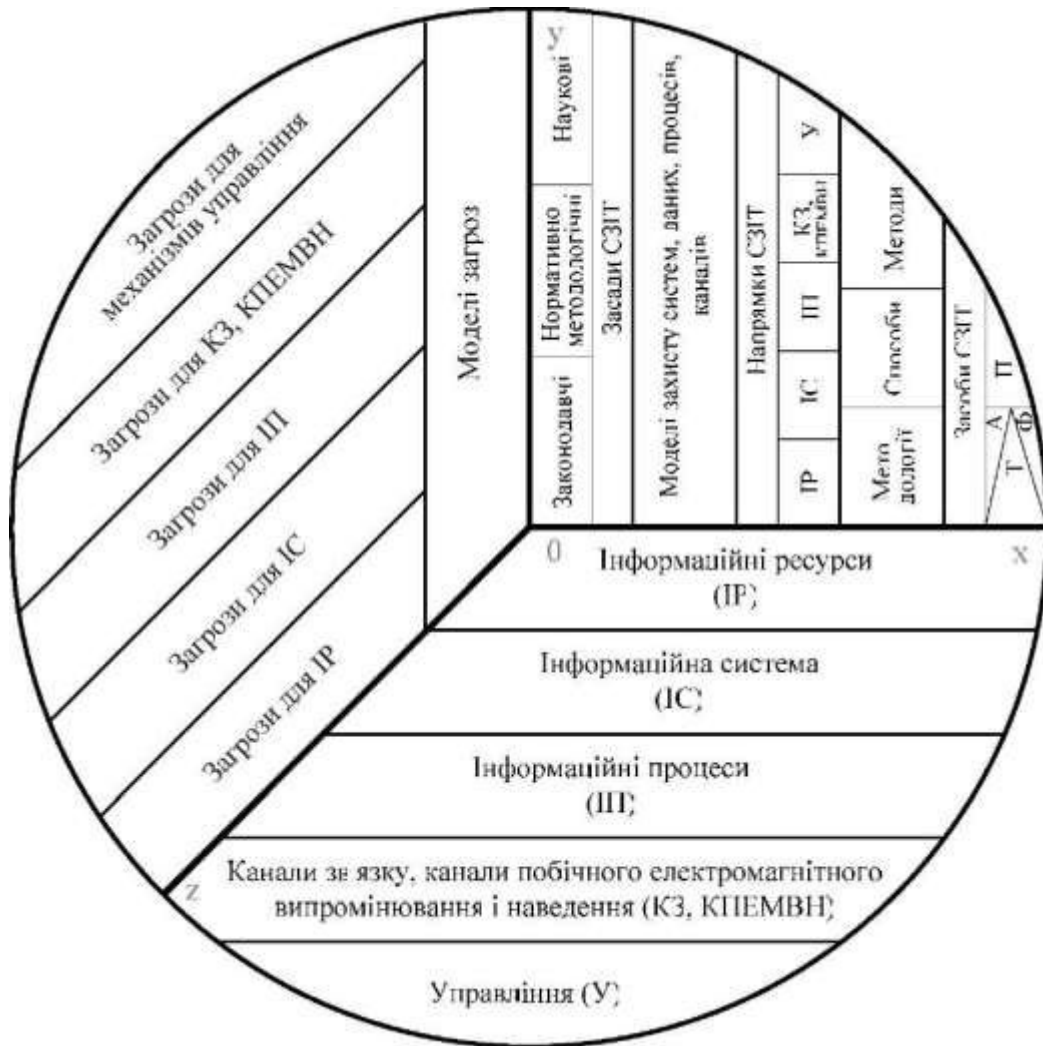 y
Загрози для
механізмів управління
Загрози для КЗ, КПЕМВН
Загрози для ІП
Загрози для ІС
Загрози для ІР
Моделі загроз
Наукові
Нормативно
методологічні
Законодавчі
Засади СЗІТ
Моделі захисту систем, даних, процесів,
каналів
Напрямки СЗІТ
У
КЗ,
КПЕМВН
ІП
ІС
ІР
Методи
Способи
Мето
дології
Засоби СЗІТ
П
А
Ф
Т
0
x
Інформаційні ресурси
(ІР)
Інформаційна система
(ІС)
Інформаційні процеси
(ІП)
z
Канали зв язку, канали побічного електромагнітного
випромінювання і наведення (КЗ, КПЕМВН)
Управління (У)